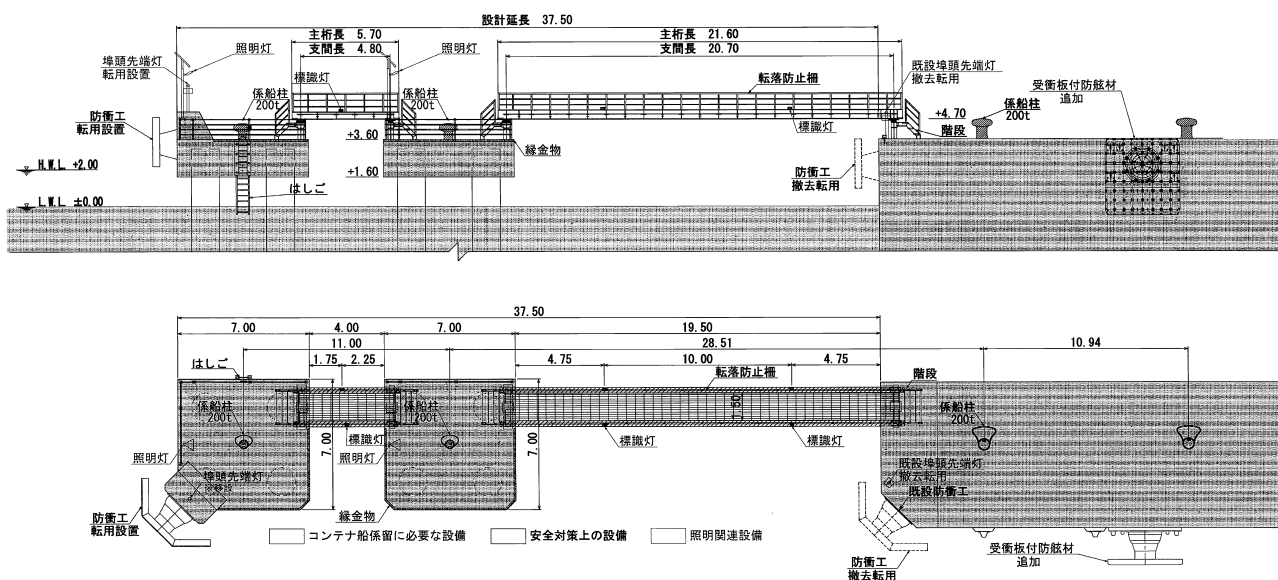 設計延長 37.50
主桁長 5.70
支間長 4.80
主桁長 21.60
支間長 20.70
照明灯
照明灯
埠頭先端灯
転用設置
標識灯
転落防止柵
既設埠頭先端灯
撤去転用
受衝板付防舷材
追加
係船柱
200t
係船柱
200t
係船柱
200t
防衝工
転用設置
+4.70
標識灯
階段
+3.60
縁金物
H.W.L +2.00
+1.60
防衝工
撤去転用
はしご
L.W.L ±0.00
37.50
7.00
4.00
7.00
19.50
11.00
28.51
10.94
1.75
2.25
4.75
10.00
4.75
はしご
転落防止柵
階段
係船柱
200t
係船柱
200t
1.50
係船柱
200t
7.00
7.00
標識灯
標識灯
標識灯
照明灯
照明灯
埠頭先端灯
既設埠頭先端灯
撤去転用
既設防衝工
防衝工
転用設置
縁金物
コンテナ船係留に必要な設備
安全対策上の設備
照明関連設備
防衝工
撤去転用
受衝板付防舷材
追加